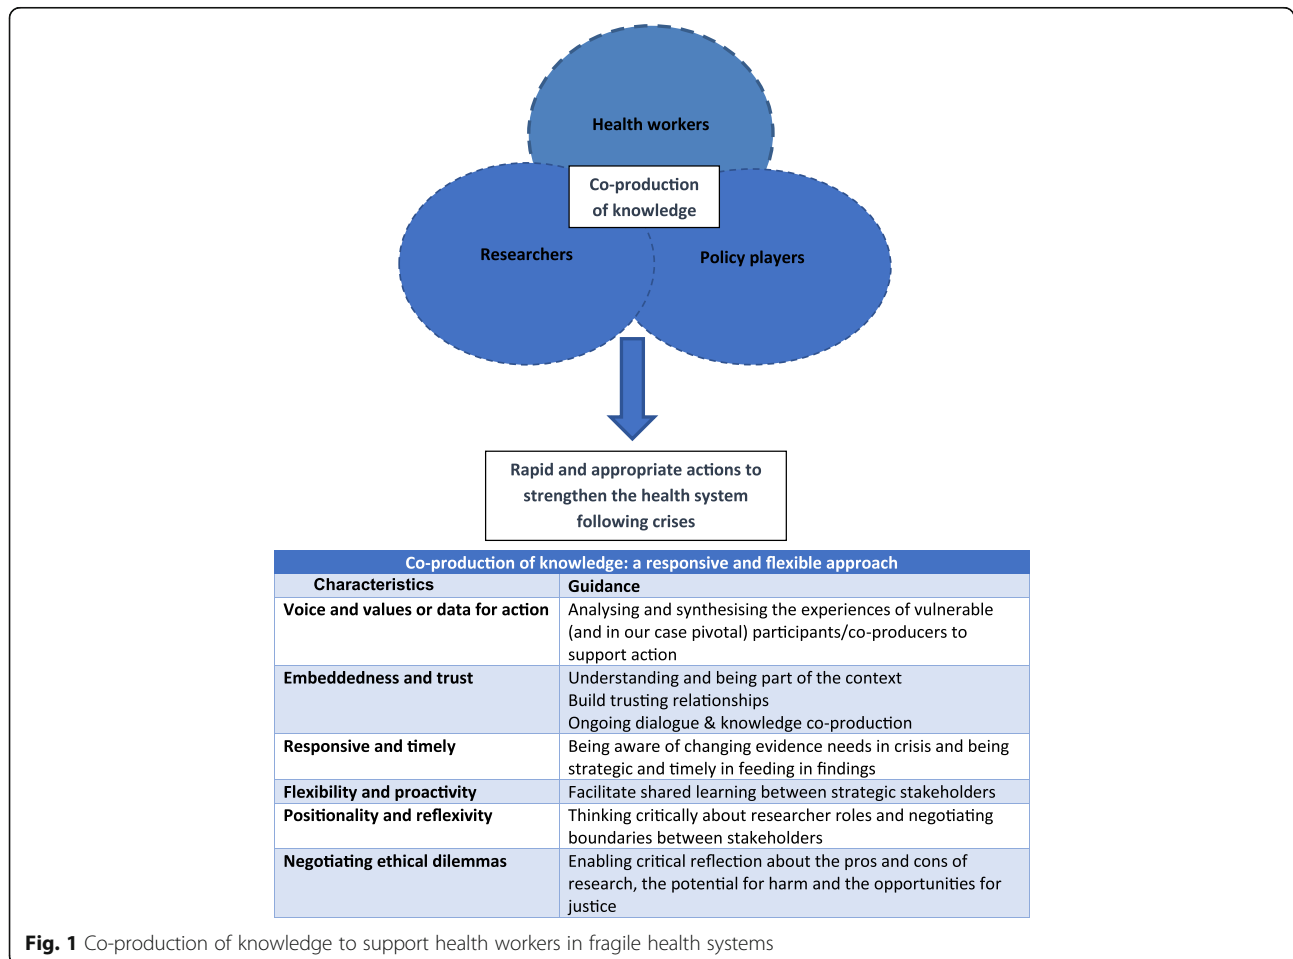 Health workers
Co-production
of knowledge
Researchers
Policy players
Rapid and appropriate actions to
strengthen the health system
following crises
Co-production of knowledge: a responsive and flexible approach
Characteristics
Guidance
Voice and values or data for action
Analysing and synthesising the experiences of vulnerable
(and in our case pivotal) participants/co-producers to
support action
Embeddedness and trust
Understanding and being part of the context
Build trusting relationships
Ongoing dialogue & knowledge co-production
Responsive and timely
Being aware of changing evidence needs in crisis and being
strategic and timely in feeding in findings
Flexibility and proactivity
Facilitate shared learning between strategic stakeholders
Positionality and reflexivity
Thinking critically about researcher roles and negotiating
boundaries between stakeholders
Negotiating ethical dilemmas
Enabling critical reflection about the pros and cons of
research, the potential for harm and the opportunities for
justice
Fig. 1 Co-production of knowledge to support health workers in fragile health systems